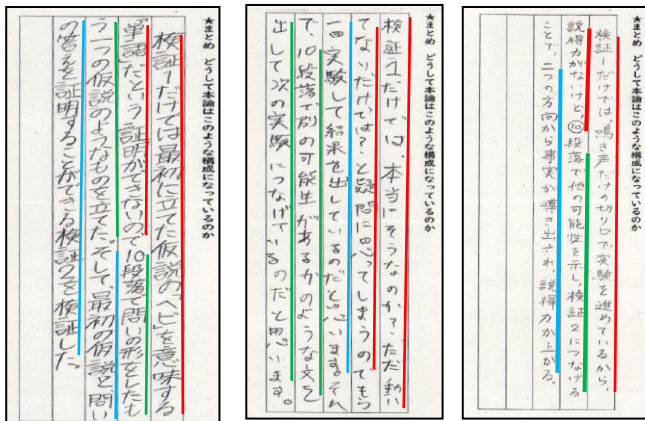 ★まとめ　どうして本論はこのような構成になっているのか
検証1だけでは、鳴き声だけの切り口で実験を進めているから、
説得力がないけど、⑩段落で他の可能性を示し、検証2につなげる
ことで、二つの方向から事実が導き出され、説得力が上がる。
★まとめ　どうして本論はこのような構成になっているのか
検証1だけでは、本当にそうなのか?、ただ動い
てないだけでは?と疑問に思ってしまうのでもう
一回実験して結果を出しているのだと思います。それ
で、10段落で別の可能生があるかのような文を
出して次の実験につなげているのだと思います。
★まとめ　どうして本論はこのような構成になっているのか
検証1だけでは最初に立てた仮説の「ヘビ」を意味する
「単語」だという証明ができないので10段落で問いの形をしたも
う一つの仮説のようなものを立てた。そして、最初の仮説と問い
の答えを証明することができる検証2を検証した。